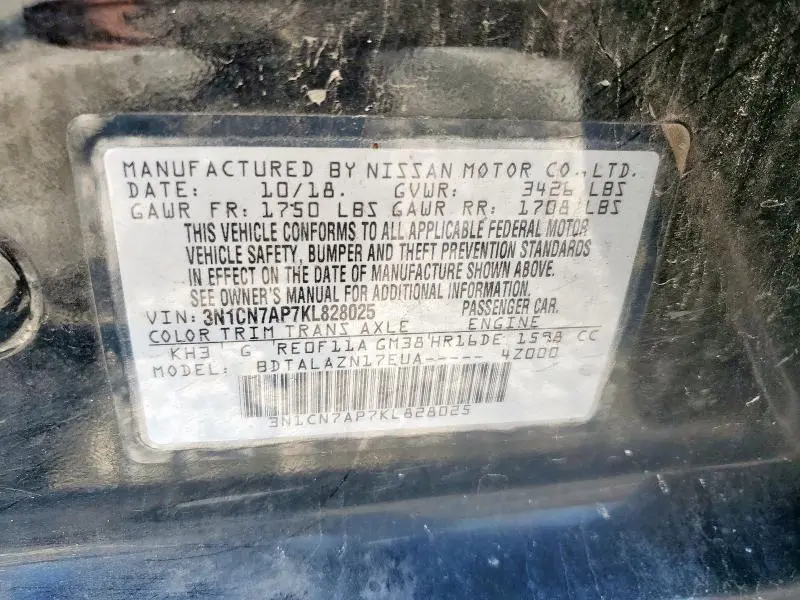 MANUFACTURED BY NISSAN MOTOR CO.,LTD.
DATE: 10/18. GVWR: 3426 LBS
GAWR FR: 1750 LBS GAWR RR: 1708 LBS
THIS VEHICLE CONFORMS TO ALL APPLICABLE FEDERAL MOTOR
VEHICLE SAFETY, BUMPER AND THEFT PREVENTION STANDARDS
IN EFFECT ON THE DATE OF MANUFACTURE SHOWN ABOVE.
SEE OWNER'S MANUAL FOR ADDITIONAL INFORMATION.
VIN: 3N1CN7AP7KL828025 PASSENGER CAR.
COLOR TRIM TRANS AXLE ENGINE
KH3 G RE0F11A GM38 HR16DE 1598 CC
MODEL: BDTALAZN17EUA----- 4Z000
3N1CN7AP7KL828025